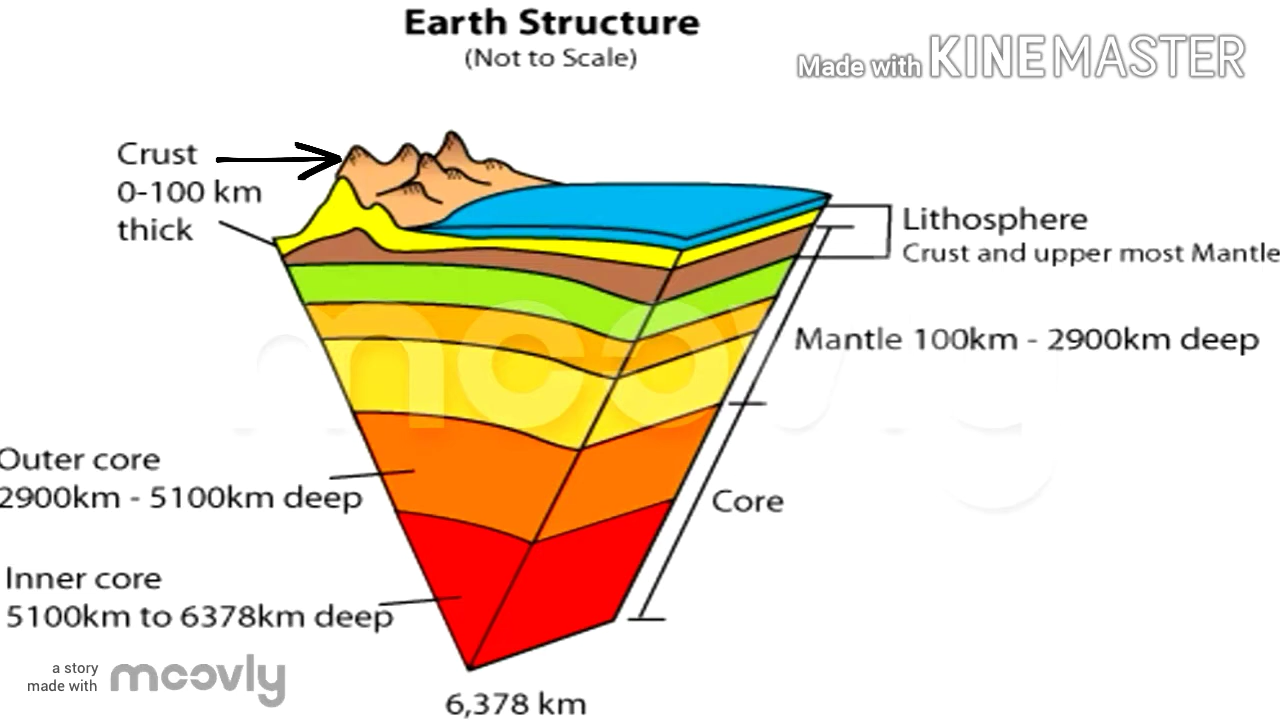 Earth Structure
(Not to Scale)
Made with KINEMASTER
Crust
0-100 km
thick
Lithosphere
Crust and upper most Mantle
Mantle 100km - 2900km deep
moovly
Outer core
2900km - 5100km deep
Core
Inner core
5100km to 6378km deep
a story
made with moovly
6,378 km